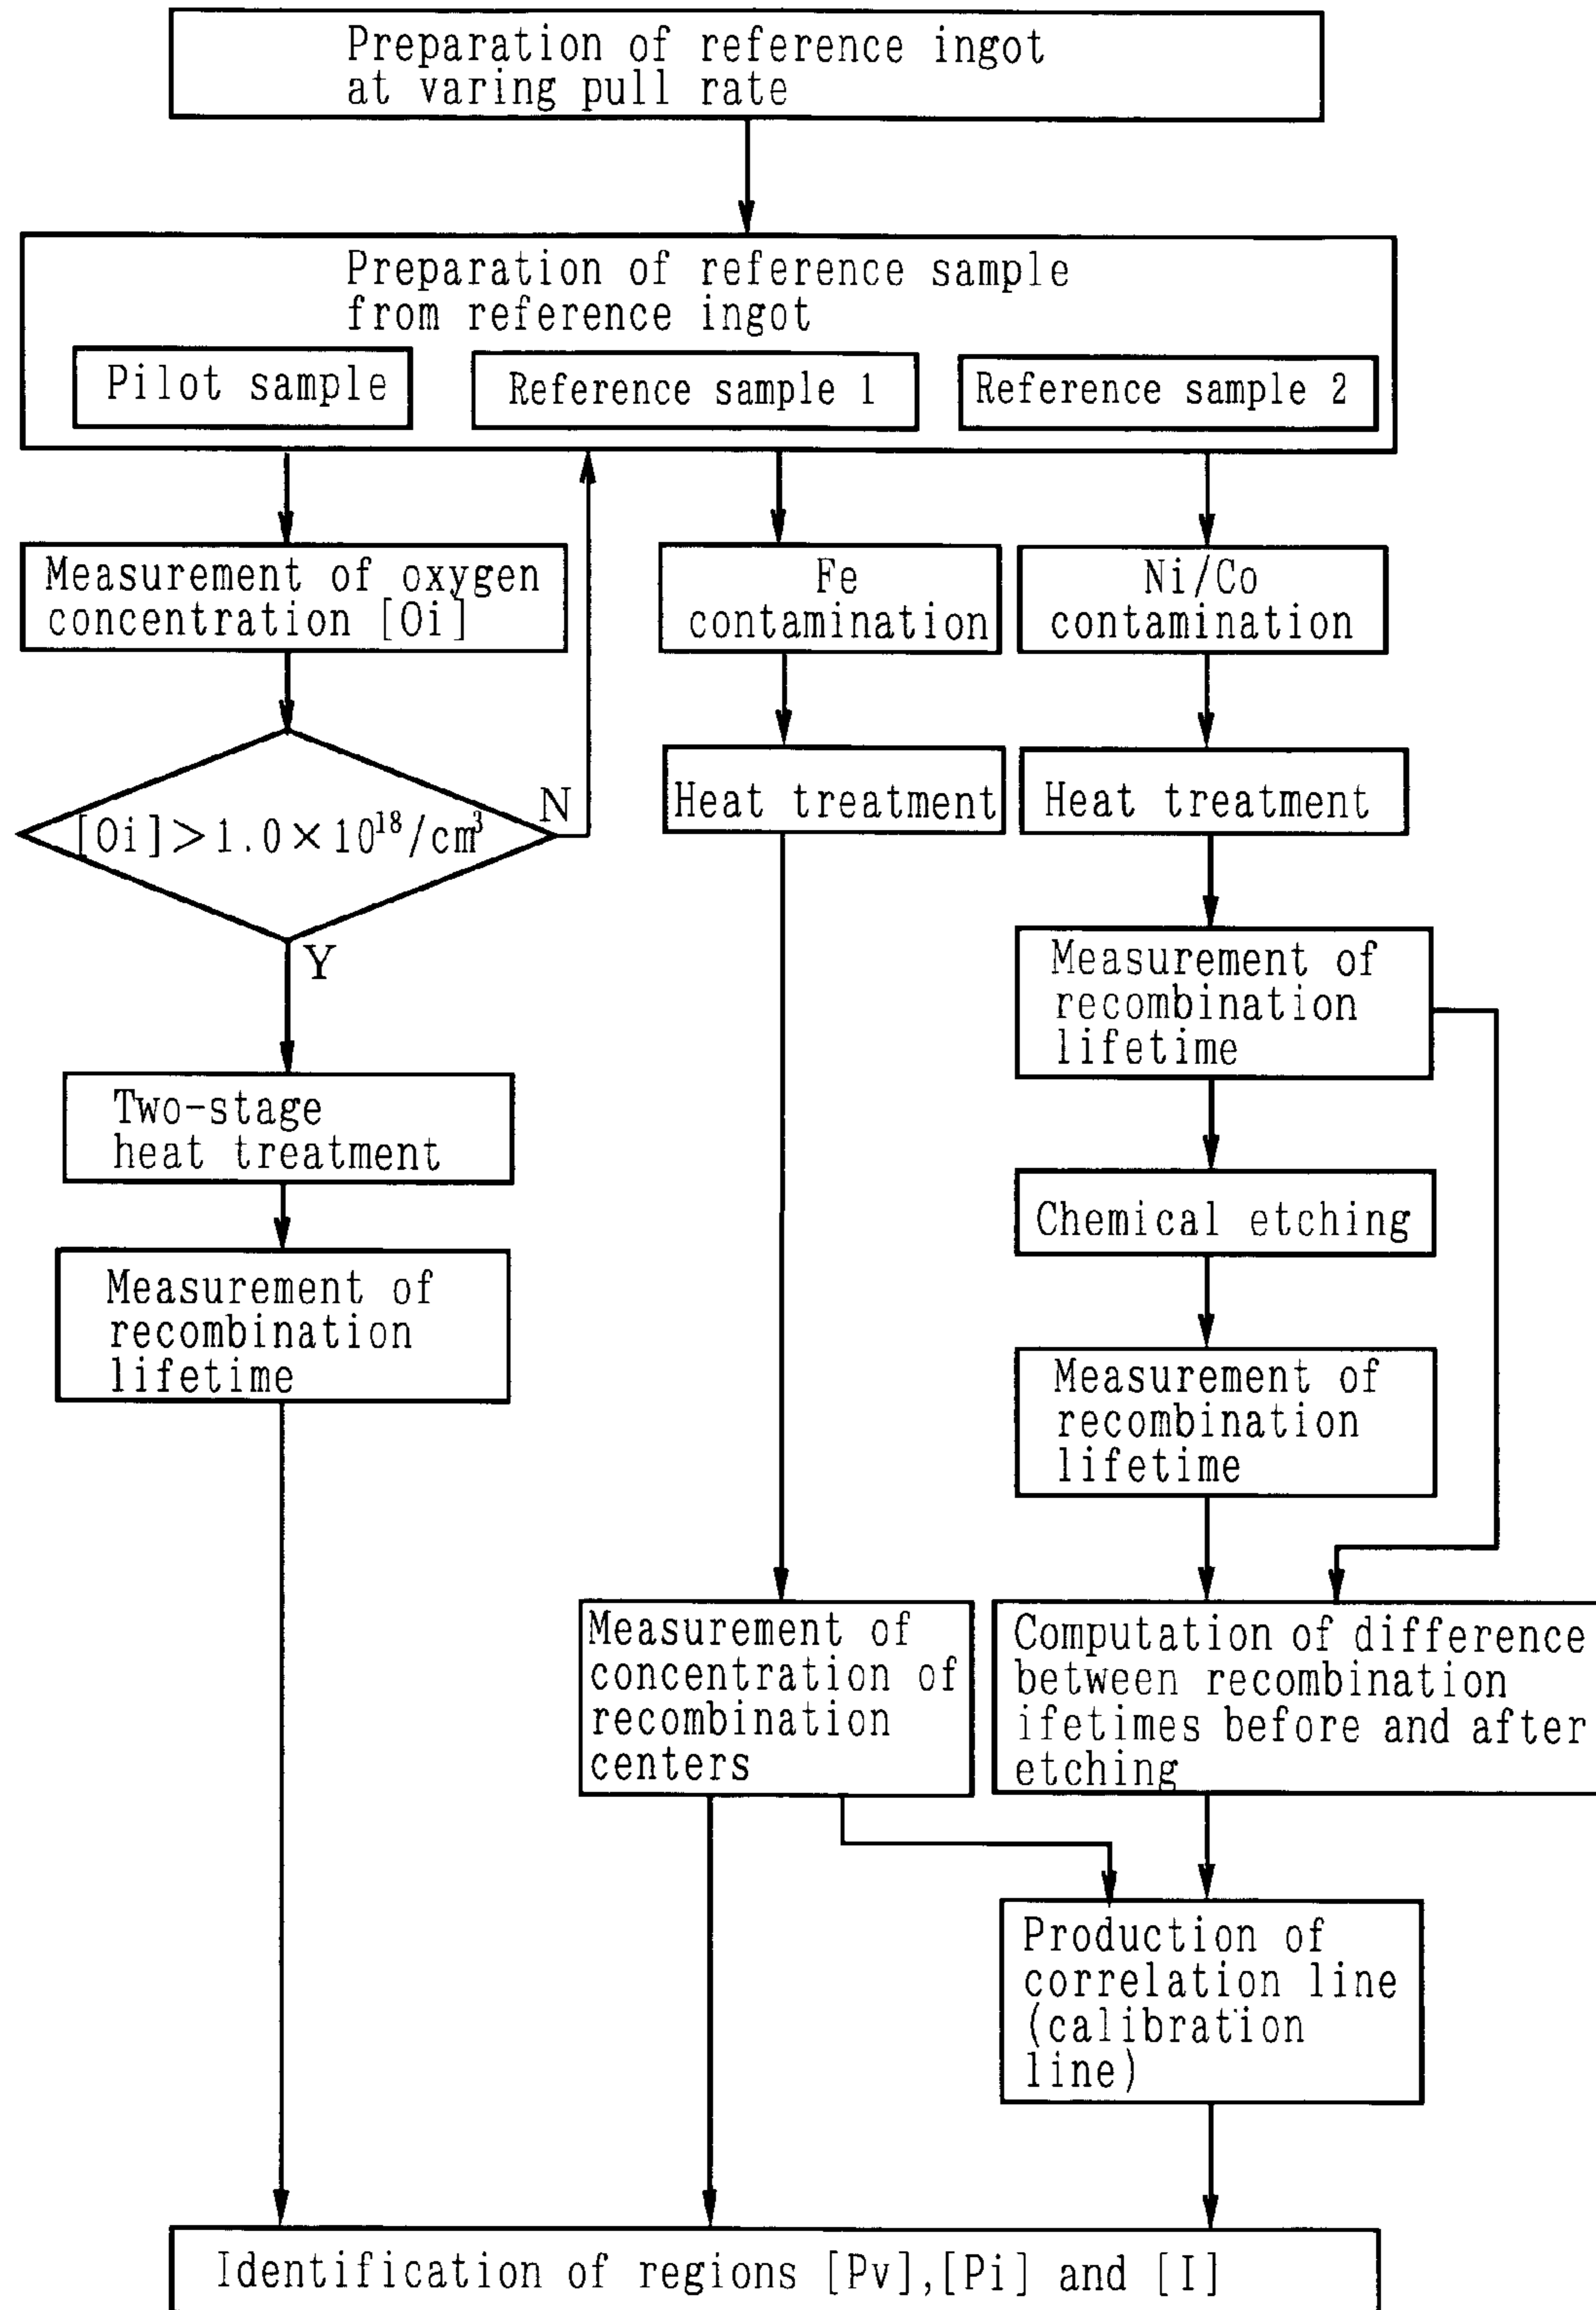 Preparation of reference ingot
at varing pull rate
Preparation of reference sample
from reference ingot
Pilot sample
Reference sample 1
Reference sample 2
Measurement of oxygen
concentration [Oi]
Fe
contamination
Ni/Co
contamination
[Oi]>1.0×10¹⁸/cm³
N
Y
Heat treatment
Heat treatment
Measurement of
recombination
lifetime
Two-stage
heat treatment
Chemical etching
Measurement of
recombination
lifetime
Measurement of
recombination
lifetime
Measurement of
concentration of
recombination
centers
Computation of difference
between recombination
ifetimes before and after
etching
Production of
correlation line
(calibration
line)
Identification of regions [Pv],[Pi] and [I]